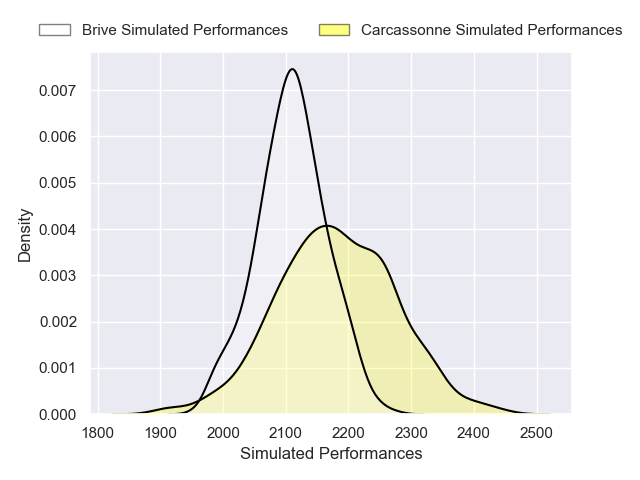 Brive Simulated Performances Carcassonne Simulated Performances
0.007
0.006
0.005
0.004
0.003
0.002
0.001
0.000
Density
1800 1900 2000 2100 2200 2300 2400 2500
Simulated Performances